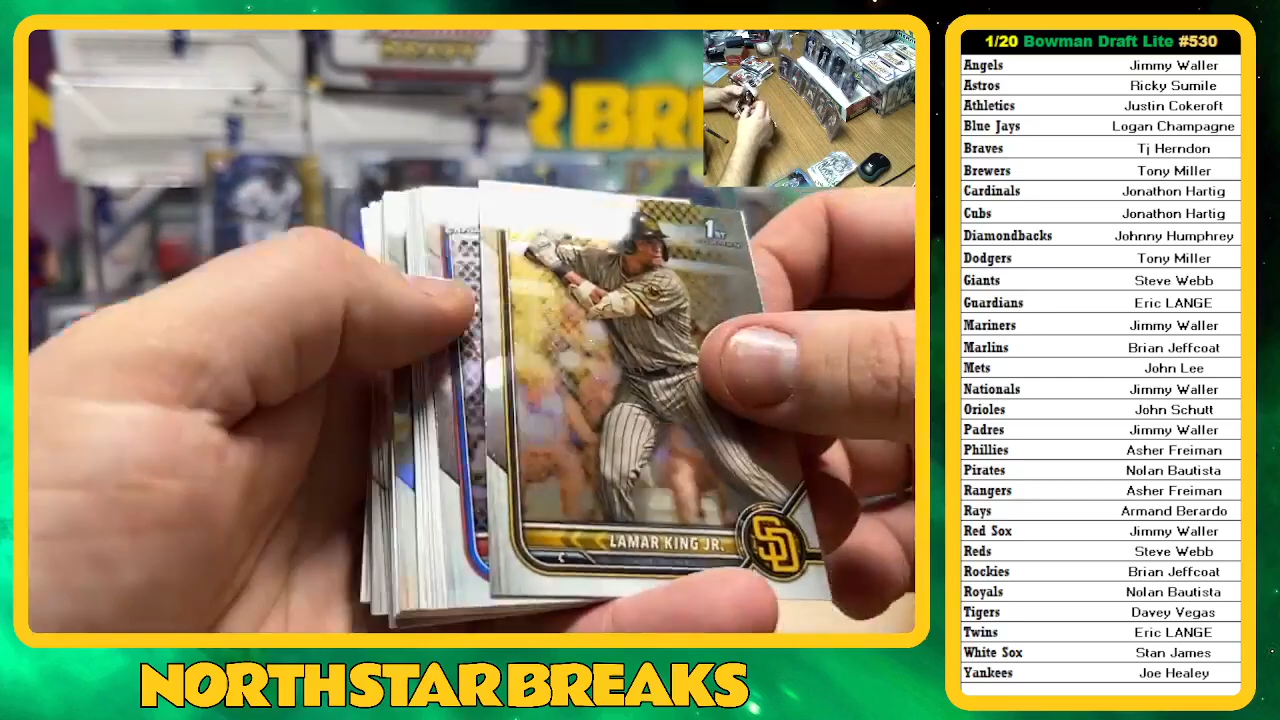 1/20 Bowman Draft Lite #530
Angels Jimmy Waller
Astros Ricky Sumile
Athletics Justin Cokeroft
Blue Jays Logan Champagne
Braves Tj Herndon
Brewers Tony Miller
Cardinals Jonathon Hartig
Cubs Jonathon Hartig
Diamondbacks Johnny Humphrey
Dodgers Tony Miller
Giants Steve Webb
Guardians Eric LANGE
Mariners Jimmy Waller
Marlins Brian Jeffcoat
Mets John Lee
Nationals Jimmy Waller
Orioles John Schutt
Padres Jimmy Waller
Phillies Asher Freiman
Pirates Nolan Bautista
Rangers Asher Freiman
Rays Armand Berardo
Red Sox Jimmy Waller
Reds Steve Webb
Rockies Brian Jeffcoat
Royals Nolan Bautista
Tigers Davey Vegas
Twins Eric LANGE
White Sox Stan James
Yankees Joe Healey
STAR BR
1ST
LAMAR KING JR.
C
SD
NORTHSTAR BREAKS